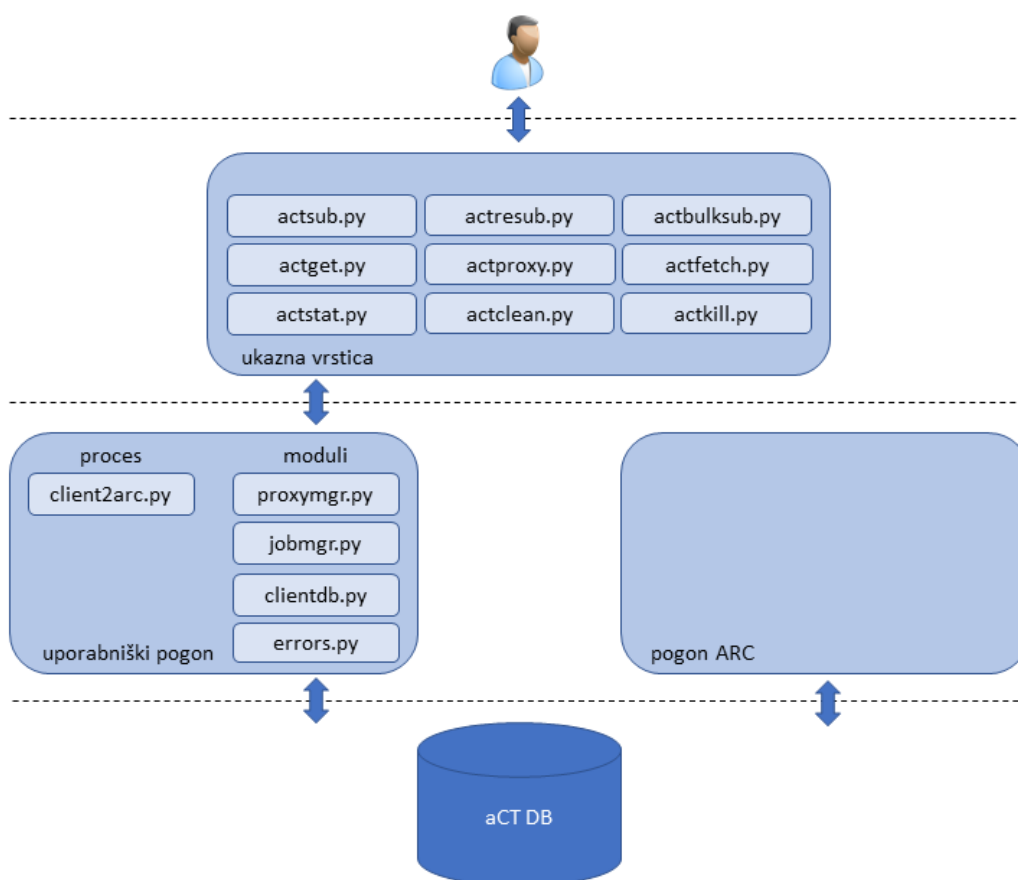 actsub.py
actresub.py
actbulksub.py
actget.py
actproxy.py
actfetch.py
actstat.py
actclean.py
actkill.py
ukazna vrstica
proces
moduli
client2arc.py
proxymgr.py
jobmgr.py
clientdb.py
errors.py
uporabniški pogon
pogon ARC
aCT DB